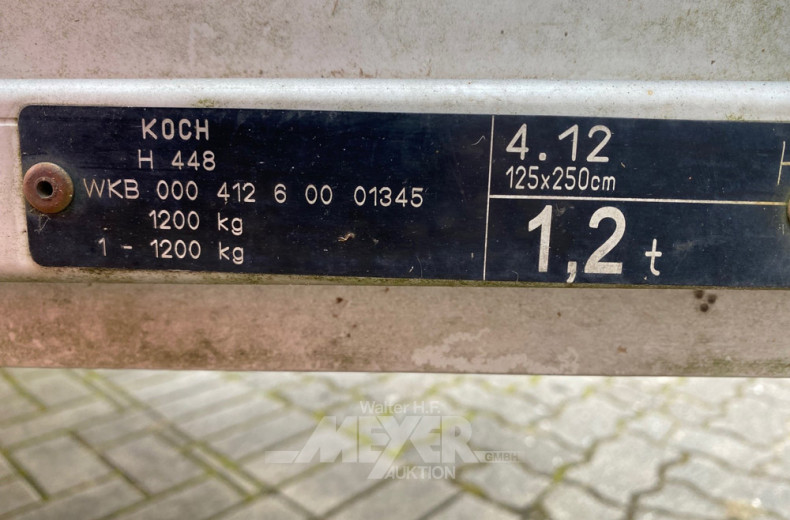 KOCH
H 448
WKB 000 412 6 00 01345
1200 kg
1 - 1200 kg
4.12
125x250cm
1,2 t
Walter H.F.
MEYER
GMBH
AUKTION